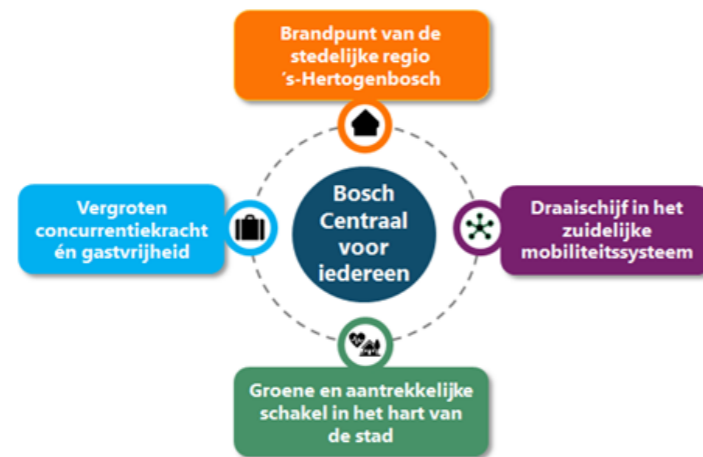 Brandpunt van de
stedelijke regio
´s-Hertogenbosch
Vergroten
concurrentiekracht
én gastvrijheid
Bosch
Centraal
voor
iedereen
Draaischijf in het
zuidelijke
mobiliteitssysteem
Groene en aantrekkelijke
schakel in het hart van
de stad